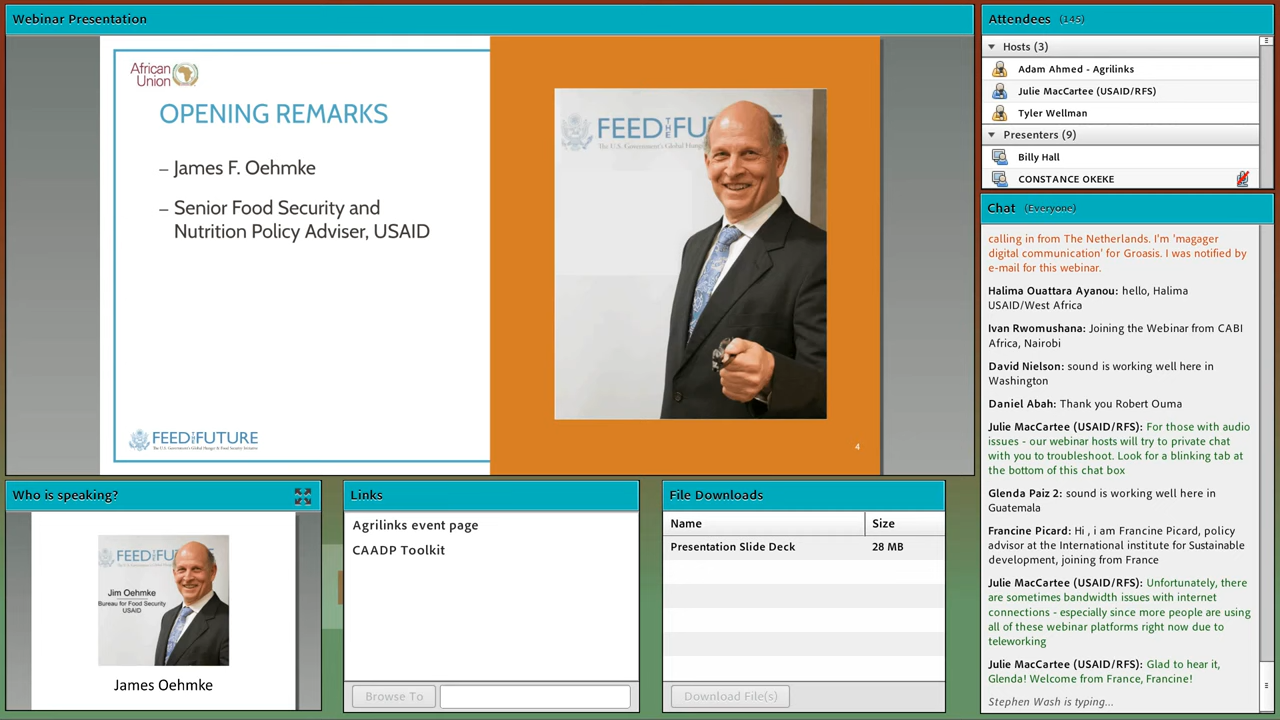 Webinar Presentation
African
Union
OPENING REMARKS
– James F. Oehmke
– Senior Food Security and
Nutrition Policy Adviser, USAID
FEED THE FUTURE
The U.S. Government's Global Hunger & Food Security Initiative
FEED THE FUTURE
The U.S. Government's Global Hunger
4
Who is speaking?
FEED THE FUTURE
Jim Oehmke
Bureau for Food Security
USAID
James Oehmke
Links
Agrilinks event page
CAADP Toolkit
Browse To
File Downloads
Name Size
Presentation Slide Deck 28 MB
Download File(s)
Attendees (145)
Hosts (3)
Adam Ahmed - Agrilinks
Julie MacCartee (USAID/RFS)
Tyler Wellman
Presenters (9)
Billy Hall
CONSTANCE OKEKE
Chat (Everyone)
calling in from The Netherlands. I'm 'magager
digital communication' for Groasis. I was notified by
e-mail for this webinar.
Halima Ouattara Ayanou: hello, Halima
USAID/West Africa
Ivan Rwomushana: Joining the Webinar from CABI
Africa, Nairobi
David Nielson: sound is working well here in
Washington
Daniel Abah: Thank you Robert Ouma
Julie MacCartee (USAID/RFS): For those with audio
issues - our webinar hosts will try to private chat
with you to troubleshoot. Look for a blinking tab at
the bottom of this chat box
Glenda Paiz 2: sound is working well here in
Guatemala
Francine Picard: Hi , i am Francine Picard, policy
advisor at the International institute for Sustainable
development, joining from France
Julie MacCartee (USAID/RFS): Unfortunately, there
are sometimes bandwidth issues with internet
connections - especially since more people are using
all of these webinar platforms right now due to
teleworking
Julie MacCartee (USAID/RFS): Glad to hear it,
Glenda! Welcome from France, Francine!
Stephen Wash is typing...